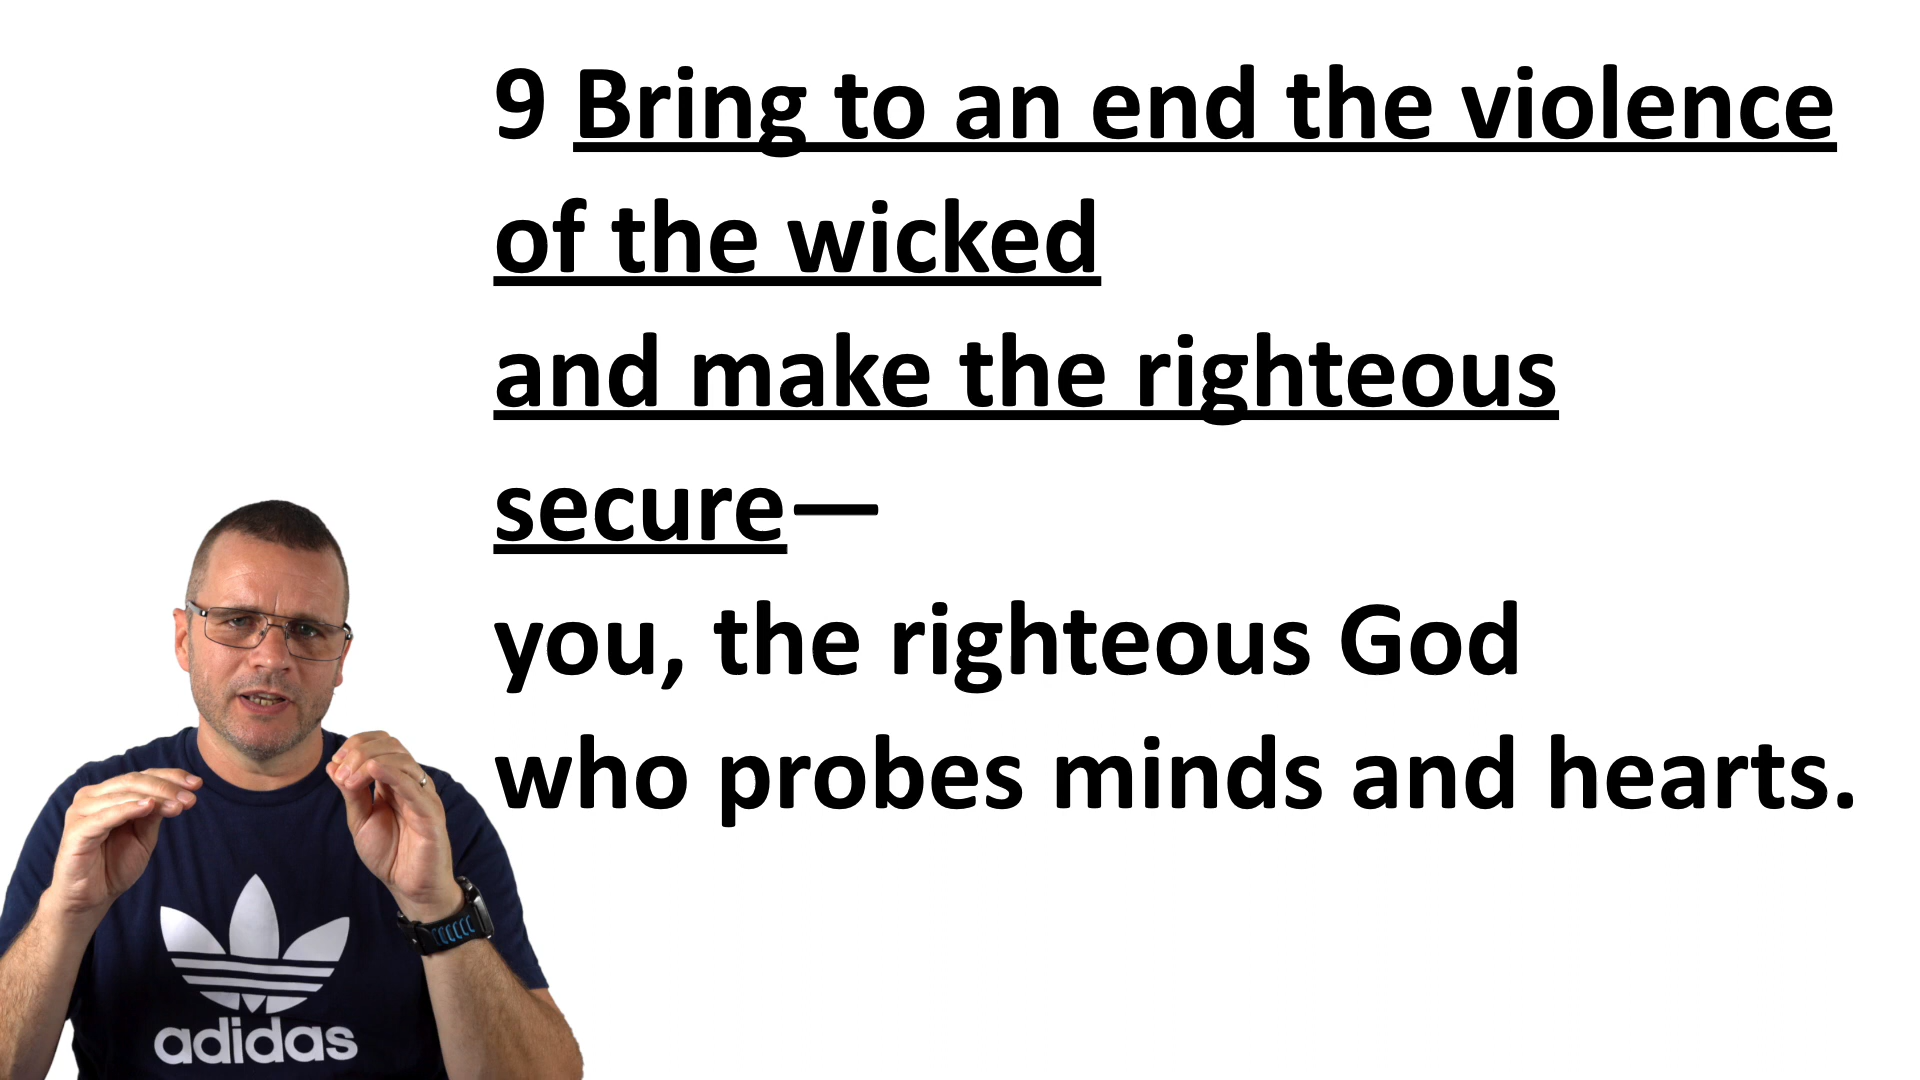 9 Bring to an end the violence
of the wicked
and make the righteous
secure—
you, the righteous God
who probes minds and hearts.
adidas